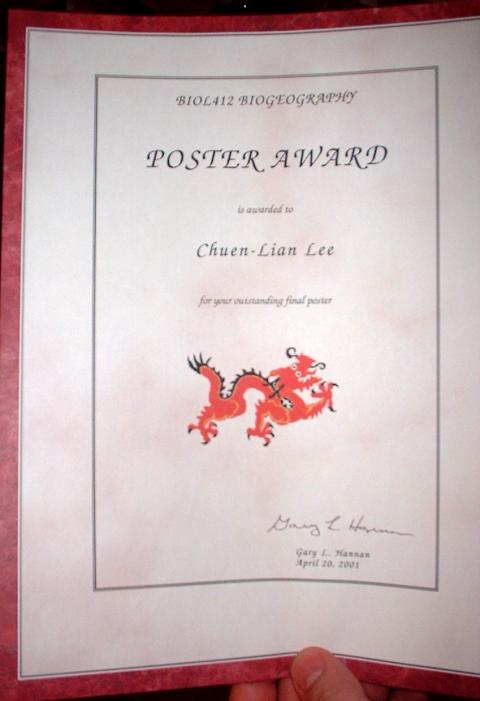 BIOL412 BIOGEOGRAPHY
POSTER AWARD
is awarded to
Chuen-Lian Lee
for your outstanding final poster
Gary L Hannan
Gary L. Hannan
April 20, 2001